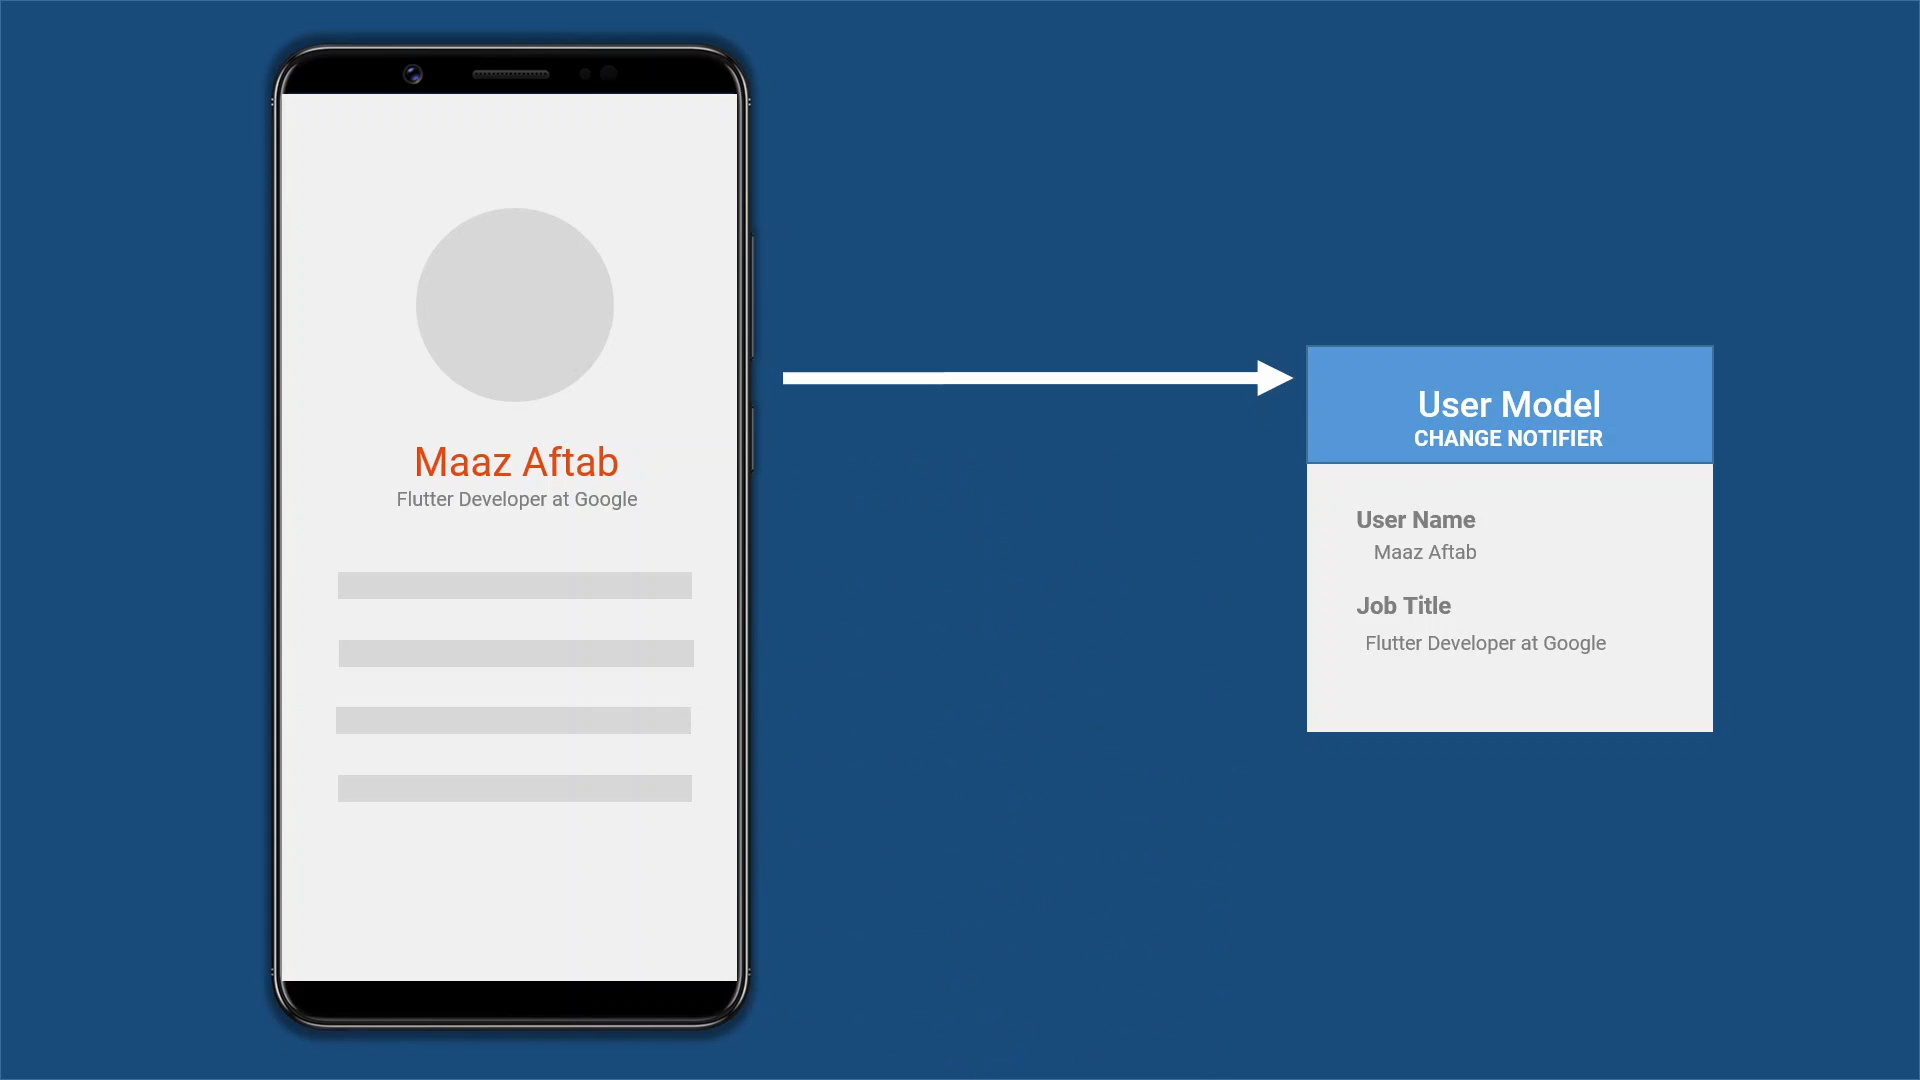 Maaz Aftab
Flutter Developer at Google
User Model
CHANGE NOTIFIER
User Name
Maaz Aftab
Job Title
Flutter Developer at Google